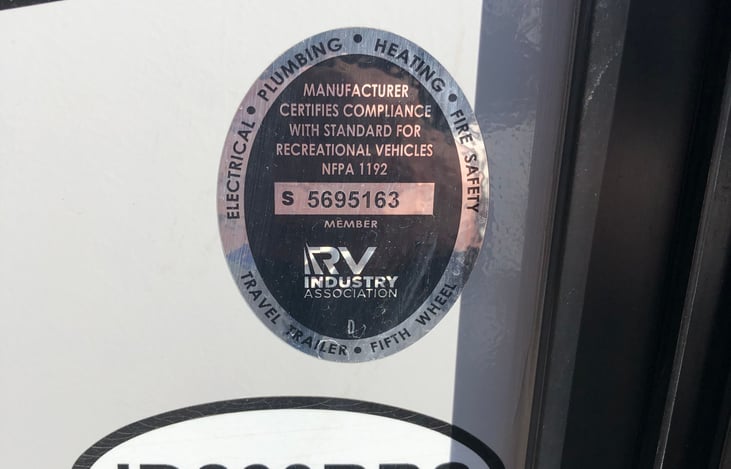 ELECTRICAL • PLUMBING • HEATING • FIRE SAFETY
MANUFACTURER
CERTIFIES COMPLIANCE
WITH STANDARD FOR
RECREATIONAL VEHICLES
NFPA 1192
S 5695163
MEMBER
RV
INDUSTRY
ASSOCIATION
D
TRAVEL TRAILER • FIFTH WHEEL